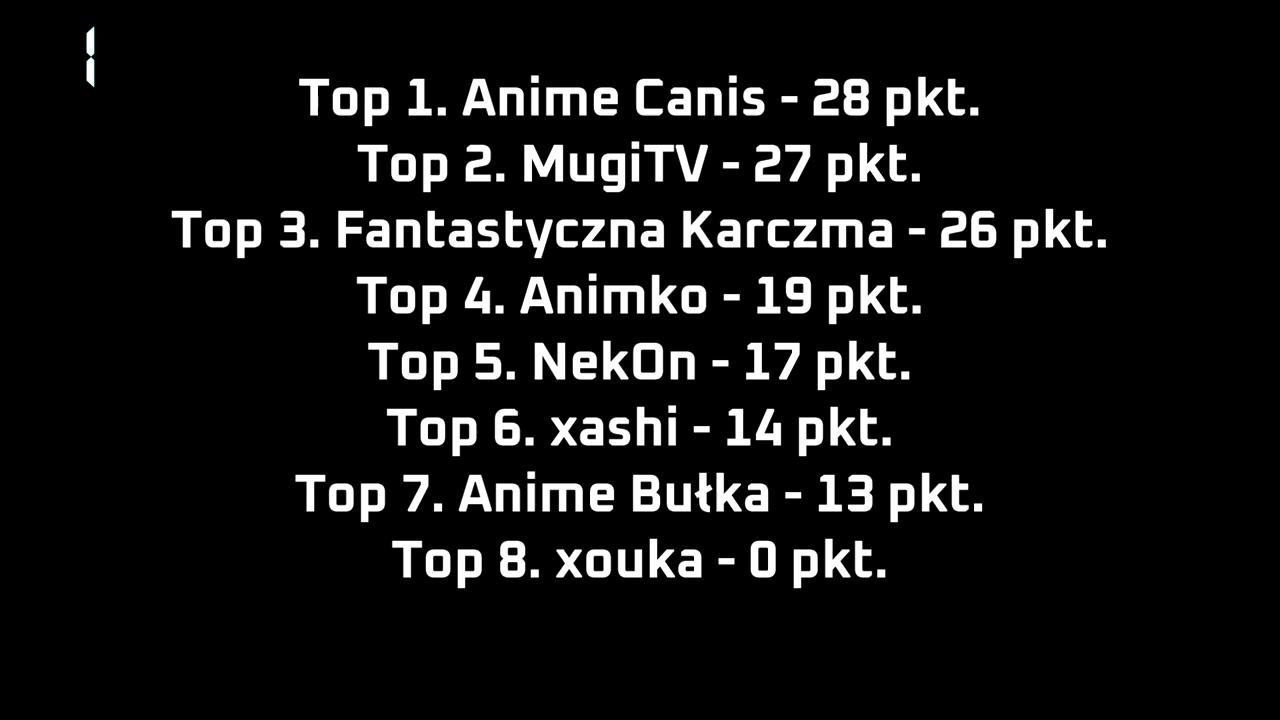 1
Top 1. Anime Canis - 28 pkt.
Top 2. MugiTV - 27 pkt.
Top 3. Fantastyczna Karczma - 26 pkt.
Top 4. Animko - 19 pkt.
Top 5. NekOn - 17 pkt.
Top 6. xashi - 14 pkt.
Top 7. Anime Bułka - 13 pkt.
Top 8. xouka - 0 pkt.